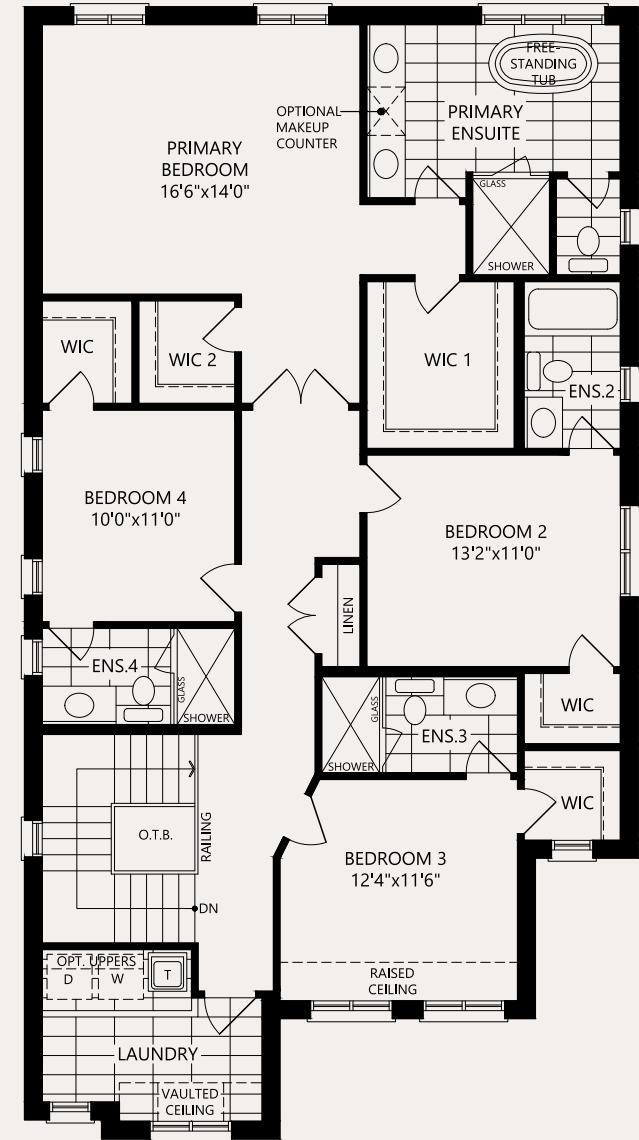 FREE-
STANDING
TUB
OPTIONAL
MAKEUP
COUNTER
PRIMARY
ENSUITE
PRIMARY
BEDROOM
16'6"x14'0"
GLASS
SHOWER
WIC
WIC 2
WIC 1
ENS.2
BEDROOM 4
10'0"x11'0"
BEDROOM 2
13'2"x11'0"
LINEN
ENS.4
GLASS
SHOWER
GLASS
SHOWER
ENS.3
WIC
WIC
O.T.B.
RAILING
DN
BEDROOM 3
12'4"x11'6"
RAISED
CEILING
OPT. UPPERS
D
W
T
LAUNDRY
VAULTED
CEILING